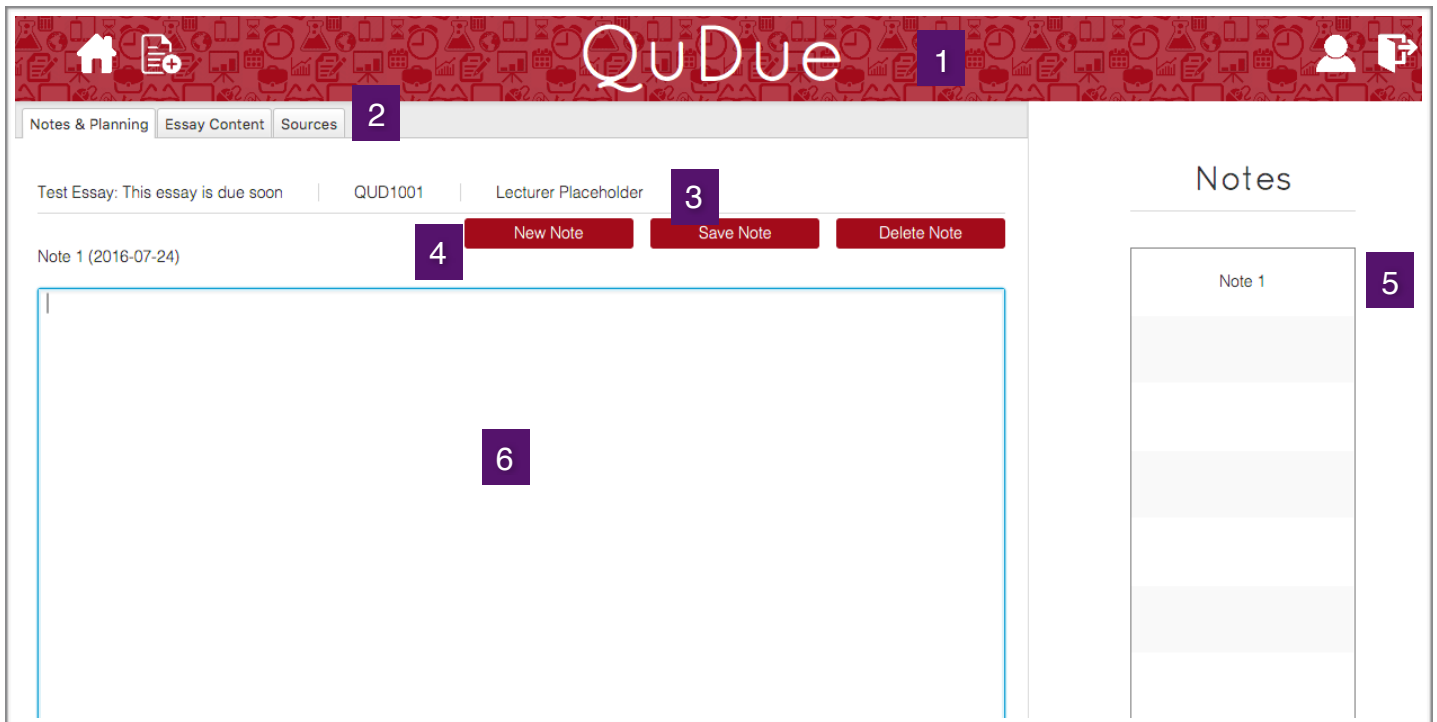 QuDue 1
2
Notes & Planning Essay Content Sources
Notes
Test Essay: This essay is due soon QUD1001 Lecturer Placeholder 3
New Note Save Note Delete Note
4
Note 1 (2016-07-24)
Note 1 5
6